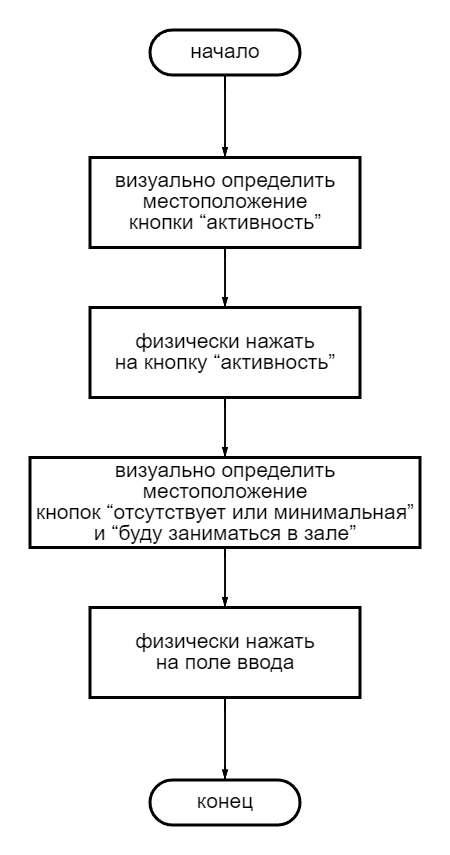 начало
визуально определить
местоположение
кнопки “активность”
физически нажать
на кнопку “активность”
визуально определить
местоположение
кнопок “отсутствует или минимальная”
и “буду заниматься в зале”
физически нажать
на поле ввода
конец